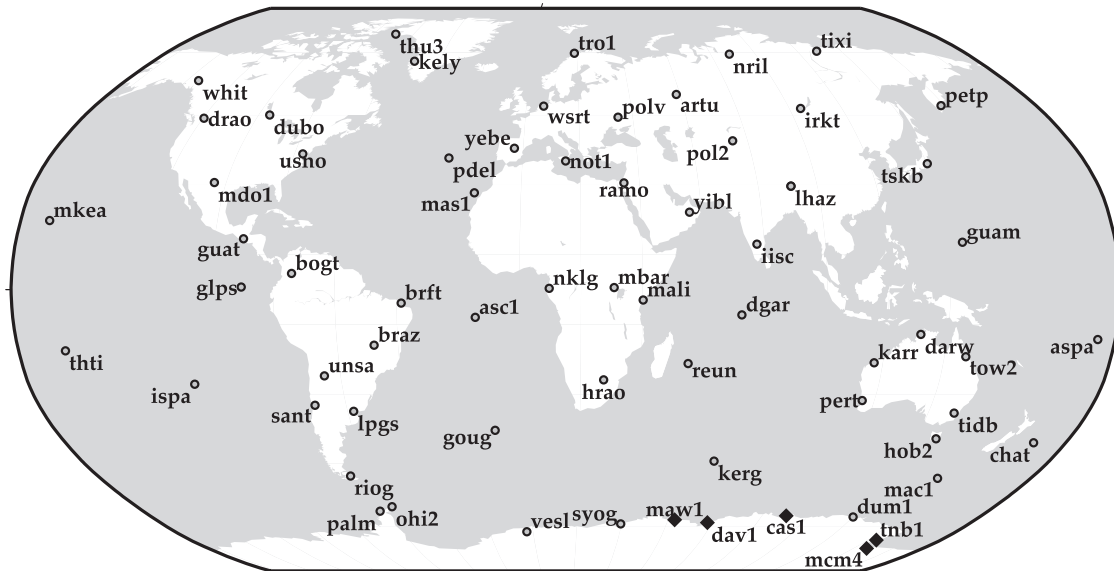 thu3
tro1
tixi
kely
nril
whit
petp
drao
dubo
wsrt
polv
artu
irkt
yebe
usno
pdel
not1
pol2
tskb
mdo1
mas1
ramo
yibl
lhaz
mkea
guat
guam
bogt
iisc
glps
nklg
mbar
brft
mali
asc1
dgar
braz
karr
darw
aspa
thti
unsa
reun
tow2
ispa
hrao
pert
sant
lpgs
tidb
goug
hob2
chat
kerg
riog
mac1
palm
ohi2
vesl
syog
maw1
dav1
cas1
dum1
tnb1
mcm4